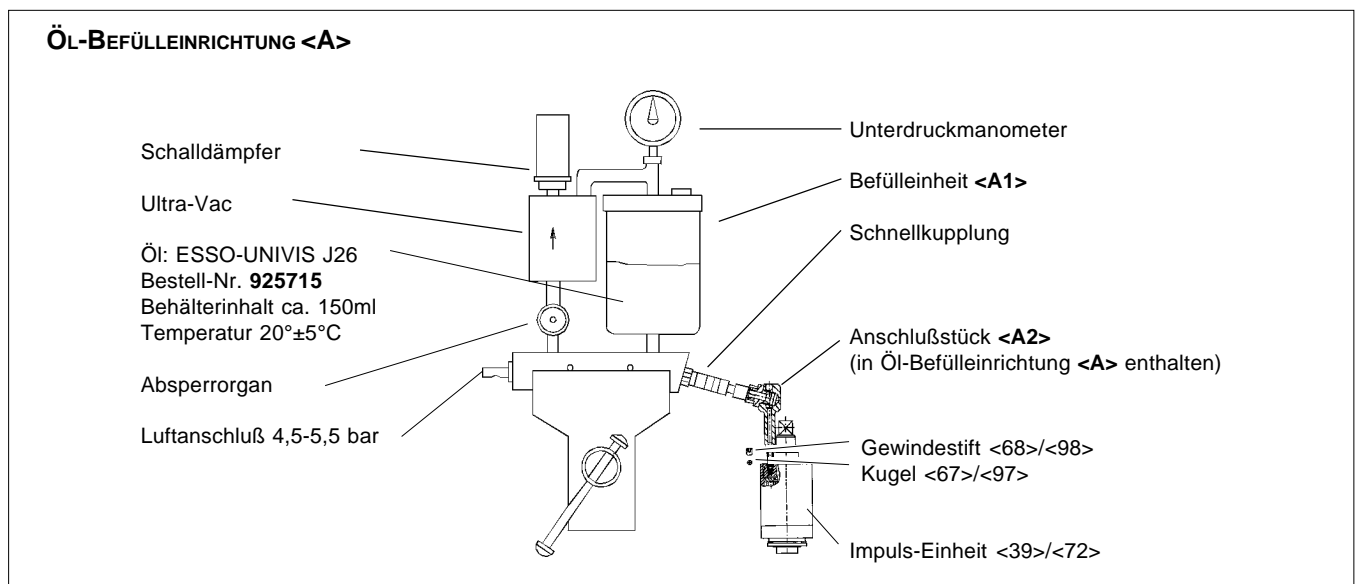 ÖL-BEFÜLLEINRICHTUNG <A>
Schalldämpfer
Ultra-Vac
Öl: ESSO-UNIVIS J26
Bestell-Nr. 925715
Behälterinhalt ca. 150ml
Temperatur 20°±5°C
Absperrorgan
Luftanschluß 4,5-5,5 bar
Unterdruckmanometer
Befülleinheit <A1>
Schnellkupplung
Anschlußstück <A2>
(in Öl-Befülleinrichtung <A> enthalten)
Gewindestift <68>/<98>
Kugel <67>/<97>
Impuls-Einheit <39>/<72>